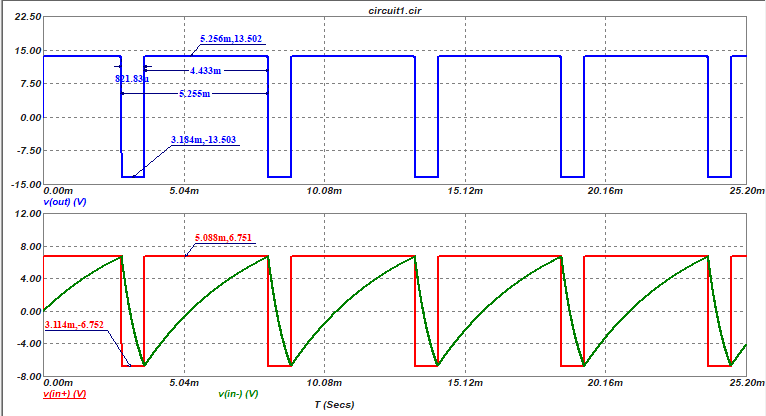 circuit1.cir
22.50
5.256m,13.502
15.00
4.433m
821.83u
7.50
5.255m
0.00
3.184m,-13.503
-7.50
-15.00
0.00m 5.04m 10.08m 15.12m 20.16m 25.20m
v(out) (V)
12.00
8.00
5.088m,6.751
4.00
0.00
3.114m,-6.752
-4.00
-8.00
0.00m 5.04m 10.08m 15.12m 20.16m 25.20m
v(in+) (V) v(in-) (V)
T (Secs)